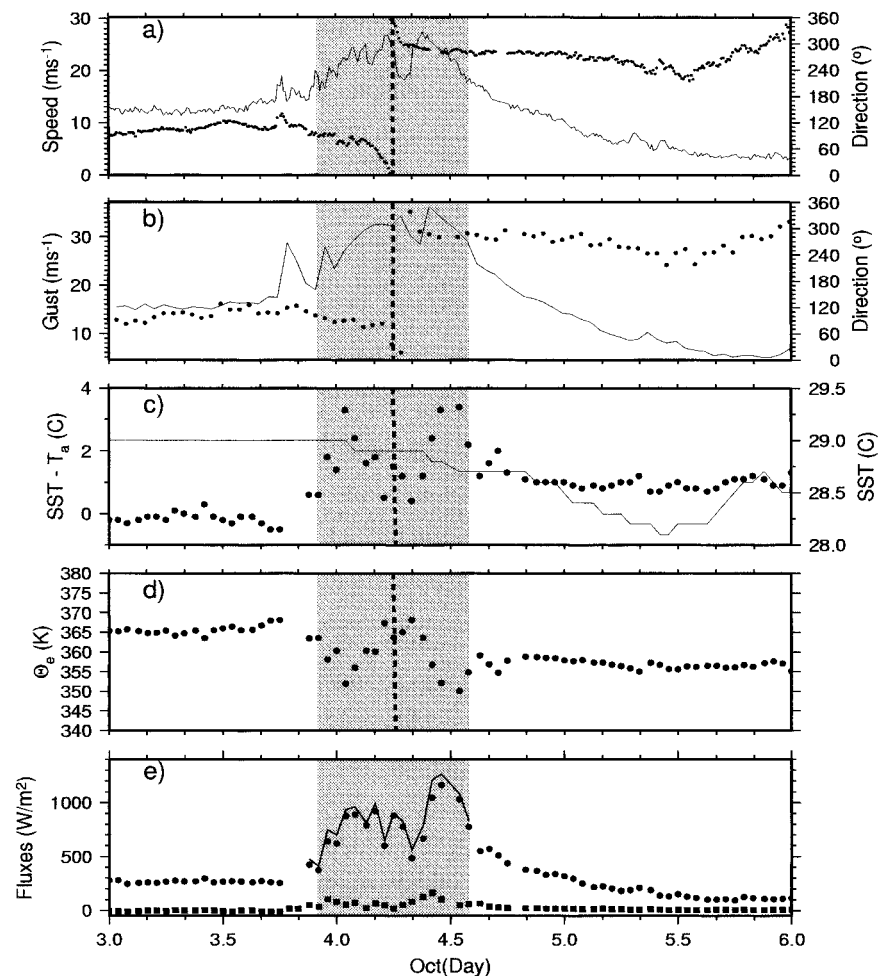 a)
Speed (ms⁻¹)
30
20
10
0
360
300
240
180
120
60
0
Direction (º)
b)
Gust (ms⁻¹)
30
20
10
360
300
240
180
120
60
0
Direction (º)
c)
SST - Tₐ (C)
4
2
0
29.5
29.0
28.5
28.0
SST (C)
d)
Θₑ (K)
380
375
370
365
360
355
350
345
340
e)
Fluxes (W/m²)
1000
500
0
3.0 3.5 4.0 4.5 5.0 5.5 6.0
Oct(Day)